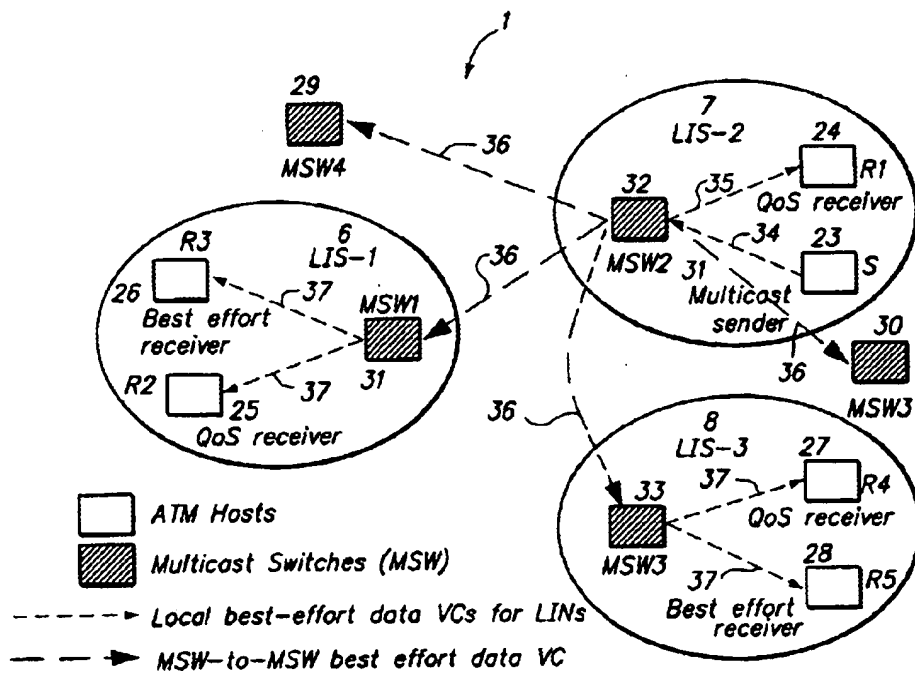 1
29
MSW4
36
7
LIS-2
24
R1
QoS receiver
35
32
MSW2
34
23
S
31
Multicast
sender
36
30
MSW3
6
LIS-1
R3
26
37
Best effort
receiver
MSW1
31
36
R2
25
37
QoS receiver
36
8
LIS-3
27
R4
QoS receiver
37
33
MSW3
37
28
R5
Best effort
receiver
ATM Hosts
Multicast Switches (MSW)
Local best-effort data VCs for LINs
MSW-to-MSW best effort data VC